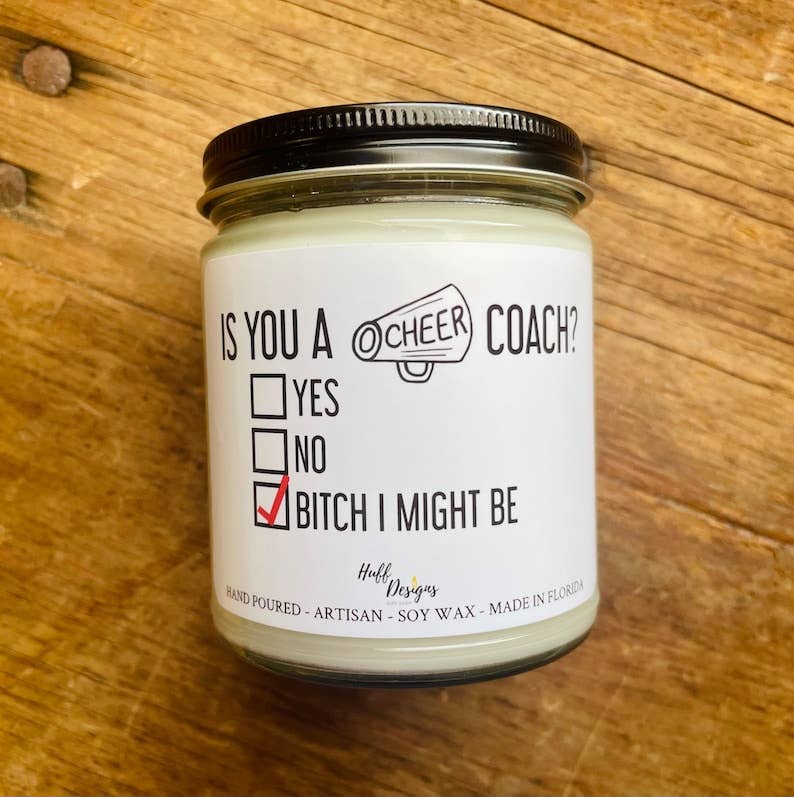 IS YOU A CHEER COACH?
YES
NO
BITCH I MIGHT BE
Huff
Designs
HAND POURED - ARTISAN - SOY WAX - MADE IN FLORIDA